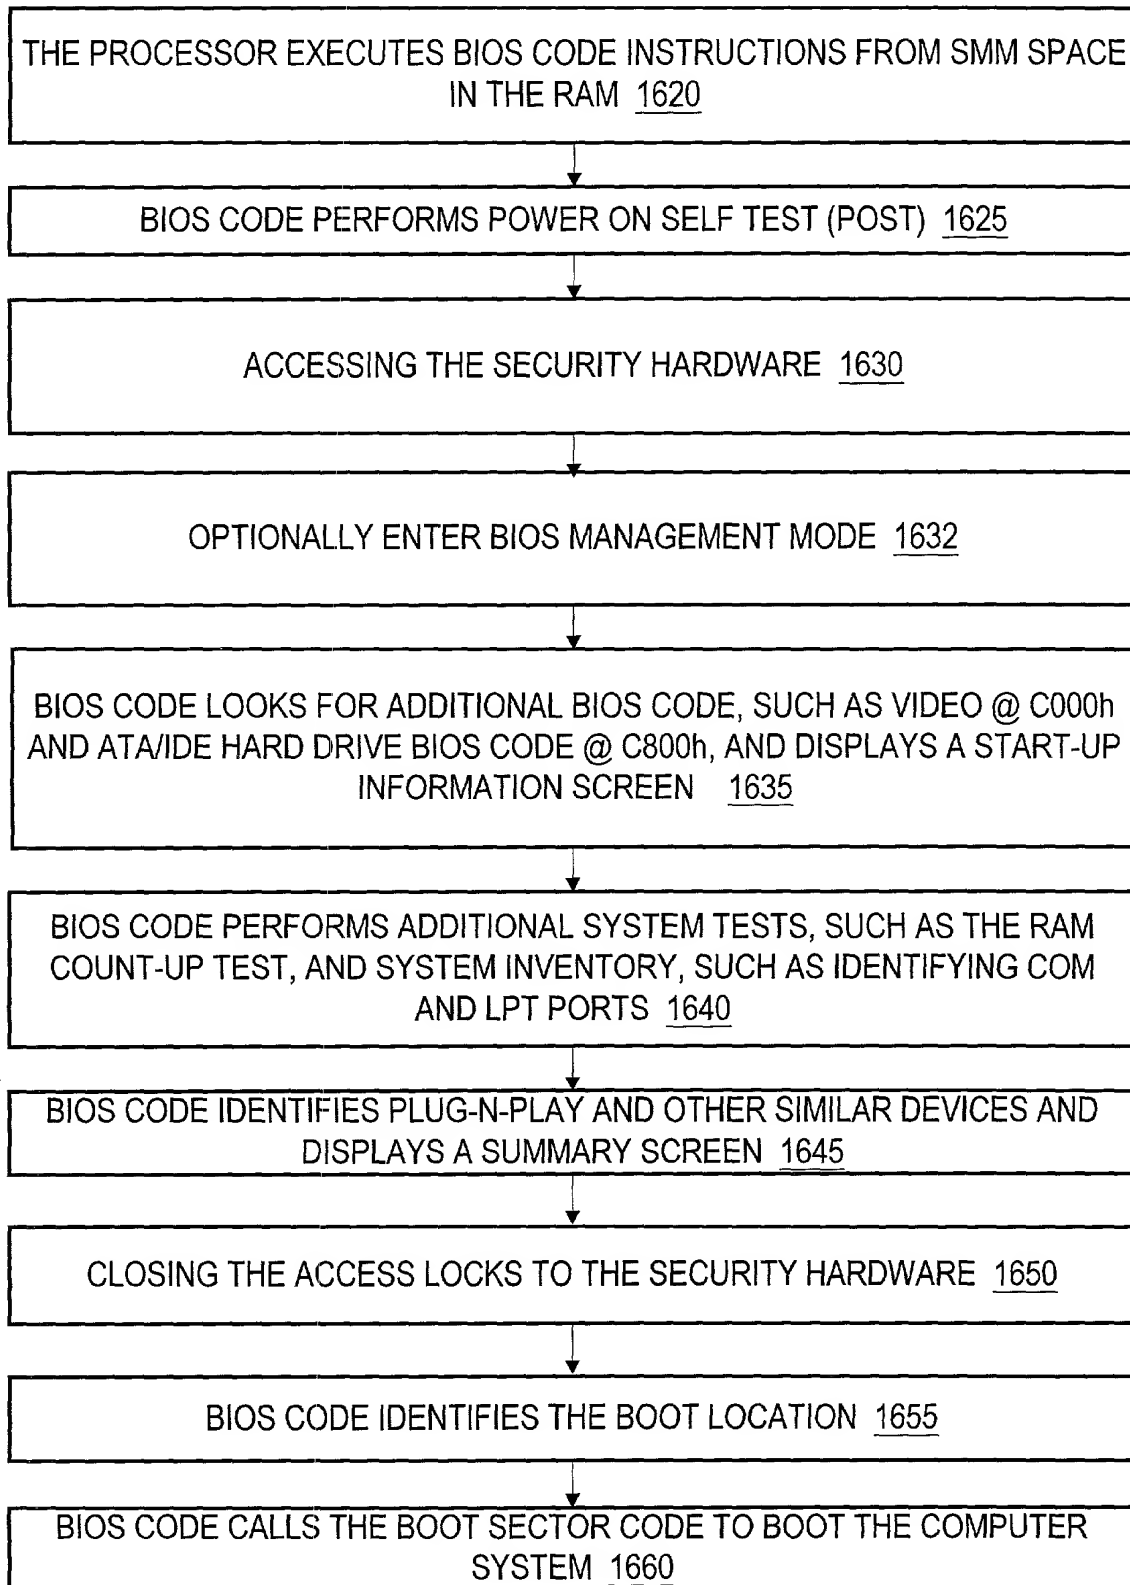 THE PROCESSOR EXECUTES BIOS CODE INSTRUCTIONS FROM SMM SPACE
IN THE RAM 1620
BIOS CODE PERFORMS POWER ON SELF TEST (POST) 1625
ACCESSING THE SECURITY HARDWARE 1630
OPTIONALLY ENTER BIOS MANAGEMENT MODE 1632
BIOS CODE LOOKS FOR ADDITIONAL BIOS CODE, SUCH AS VIDEO @ C000h
AND ATA/IDE HARD DRIVE BIOS CODE @ C800h, AND DISPLAYS A START-UP
INFORMATION SCREEN 1635
BIOS CODE PERFORMS ADDITIONAL SYSTEM TESTS, SUCH AS THE RAM
COUNT-UP TEST, AND SYSTEM INVENTORY, SUCH AS IDENTIFYING COM
AND LPT PORTS 1640
BIOS CODE IDENTIFIES PLUG-N-PLAY AND OTHER SIMILAR DEVICES AND
DISPLAYS A SUMMARY SCREEN 1645
CLOSING THE ACCESS LOCKS TO THE SECURITY HARDWARE 1650
BIOS CODE IDENTIFIES THE BOOT LOCATION 1655
BIOS CODE CALLS THE BOOT SECTOR CODE TO BOOT THE COMPUTER
SYSTEM 1660